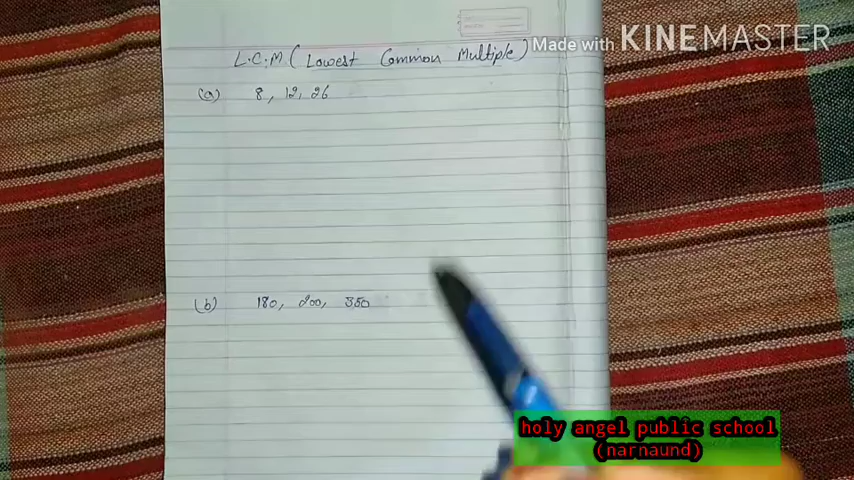 Made with KINEMASTER
L.C.M ( Lowest Common Multiple )
(a) 8, 12, 26
(b) 180, 200, 350
holy angel public school
(narnaund)